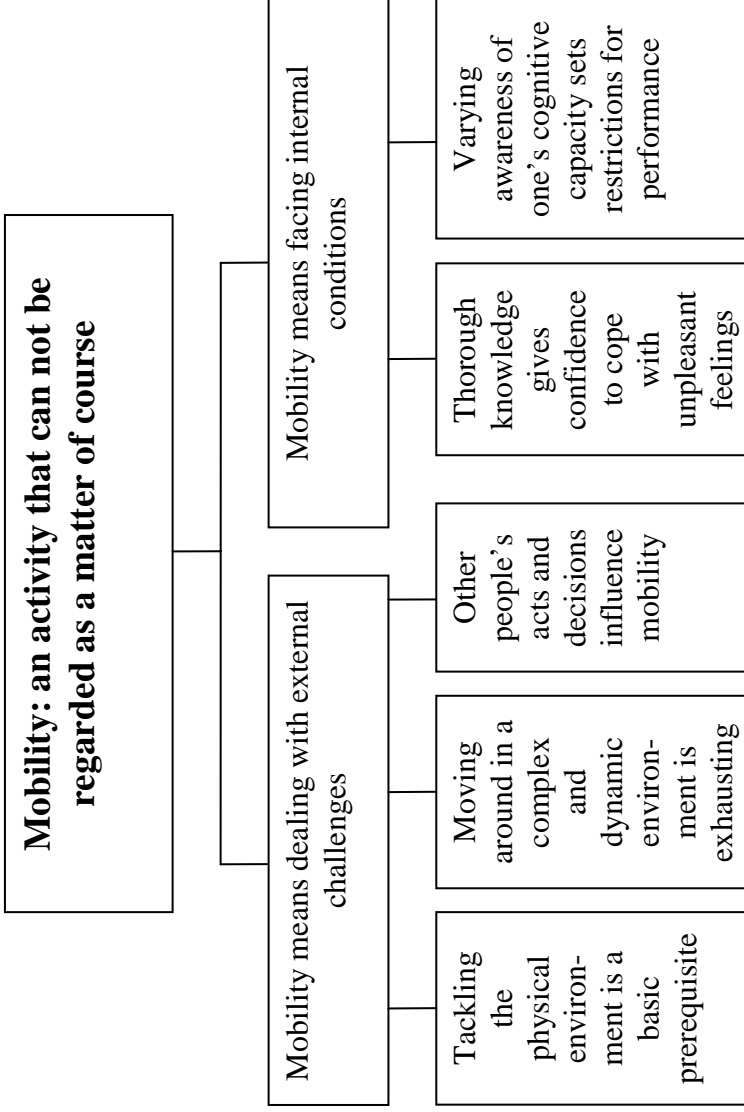 Mobility: an activity that can not be
regarded as a matter of course
Mobility means dealing with external
challenges
Mobility means facing internal
conditions
Tackling
the
physical
environ-
ment is a
basic
prerequisite
Moving
around in a
complex
and
dynamic
environ-
ment is
exhausting
Other
people’s
acts and
decisions
influence
mobility
Thorough
knowledge
gives
confidence
to cope
with
unpleasant
feelings
Varying
awareness of
one’s cognitive
capacity sets
restrictions for
performance